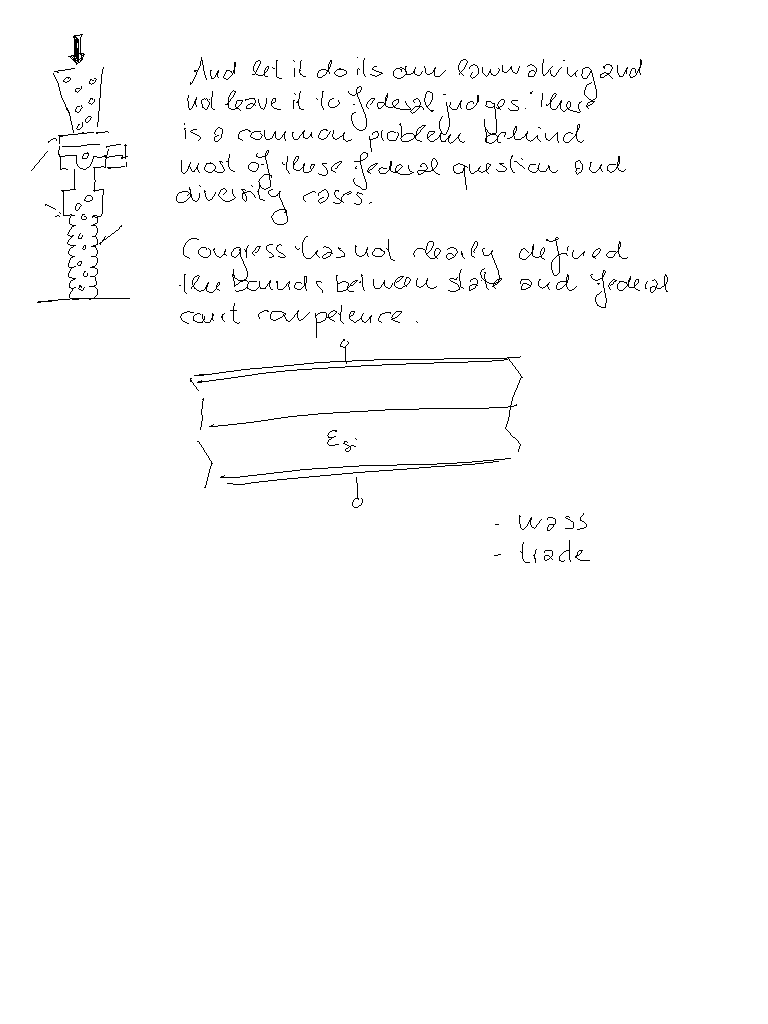 And let it do its own lawmaking and
not leave it to federal judges. There
is a common problem behind
most of these federal question and
diversity cases.
Congress has not clearly defined
the bounds between state and federal
court competence.
εsi
- wass
- trade